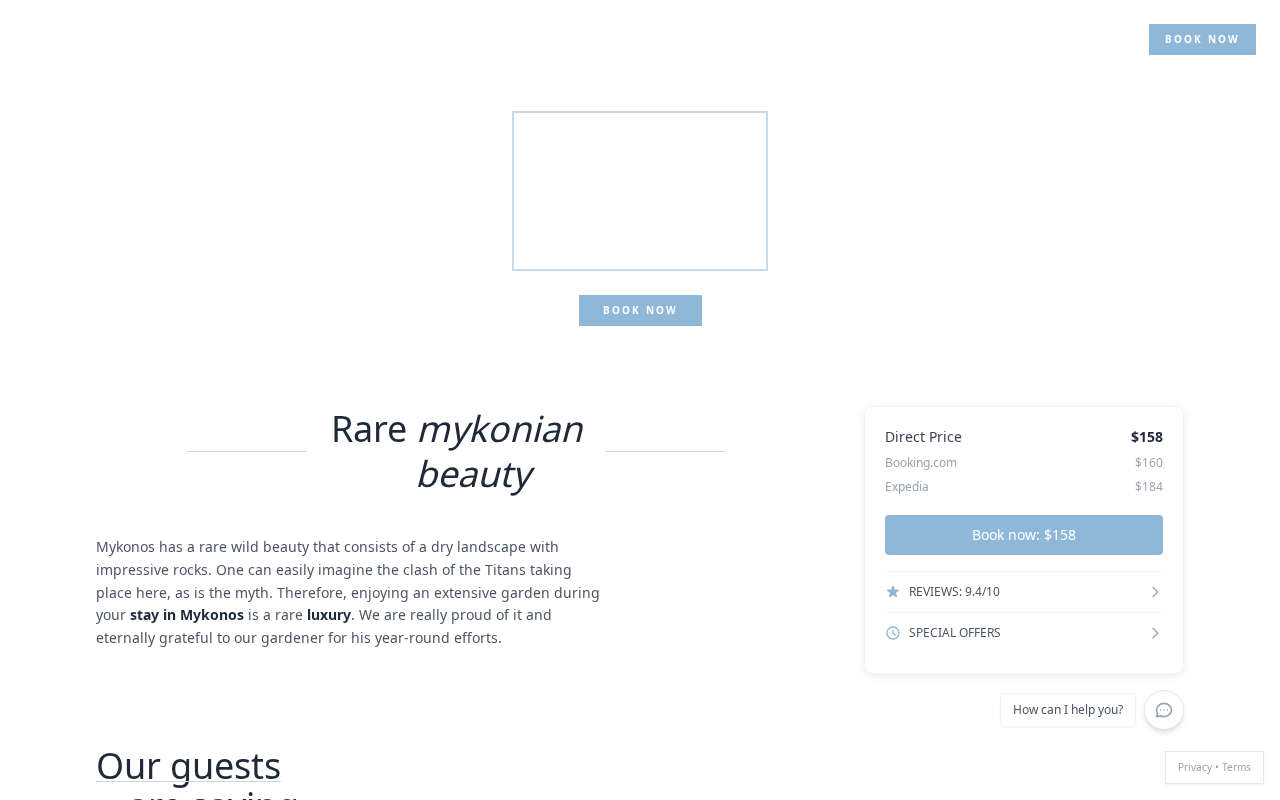 BOOK NOW
BOOK NOW
Rare mykonian
beauty
Mykonos has a rare wild beauty that consists of a dry landscape with
impressive rocks. One can easily imagine the clash of the Titans taking
place here, as is the myth. Therefore, enjoying an extensive garden during
your stay in Mykonos is a rare luxury. We are really proud of it and
eternally grateful to our gardener for his year-round efforts.
Direct Price $158
Booking.com $160
Expedia $184
Book now: $158
REVIEWS: 9.4/10
SPECIAL OFFERS
How can I help you?
Our guests
are saying
Privacy • Terms